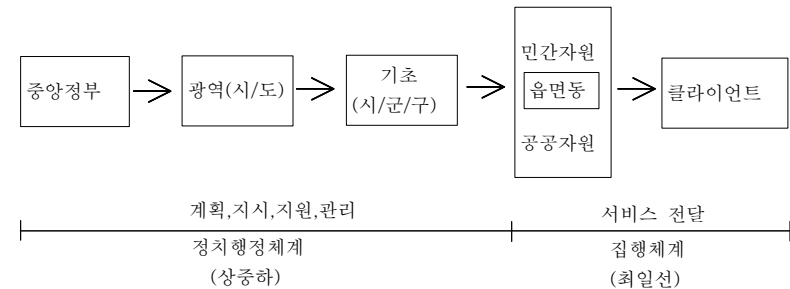 중앙정부
광역(시/도)
기초
(시/군/구)
민간자원
읍면동
공공자원
클라이언트
계획,지시,지원,관리
서비스 전달
정치행정체계
(상중하)
집행체계
(최일선)